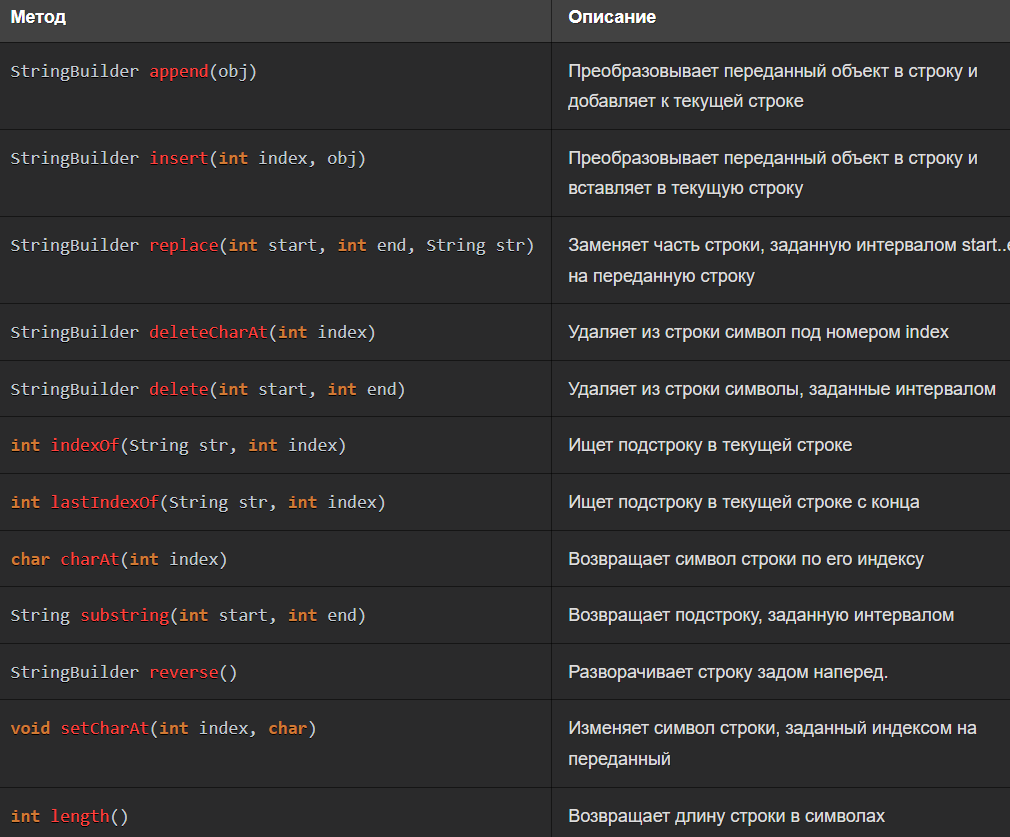 Метод
Описание
StringBuilder append(obj)
Преобразовывает переданный объект в строку и
добавляет к текущей строке
StringBuilder insert(int index, obj)
Преобразовывает переданный объект в строку и
вставляет в текущую строку
StringBuilder replace(int start, int end, String str)
Заменяет часть строки, заданную интервалом start..
на переданную строку
StringBuilder deleteCharAt(int index)
Удаляет из строки символ под номером index
StringBuilder delete(int start, int end)
Удаляет из строки символы, заданные интервалом
int indexOf(String str, int index)
Ищет подстроку в текущей строке
int lastIndexOf(String str, int index)
Ищет подстроку в текущей строке с конца
char charAt(int index)
Возвращает символ строки по его индексу
String substring(int start, int end)
Возвращает подстроку, заданную интервалом
StringBuilder reverse()
Разворачивает строку задом наперед.
void setCharAt(int index, char)
Изменяет символ строки, заданный индексом на
переданный
int length()
Возвращает длину строки в символах